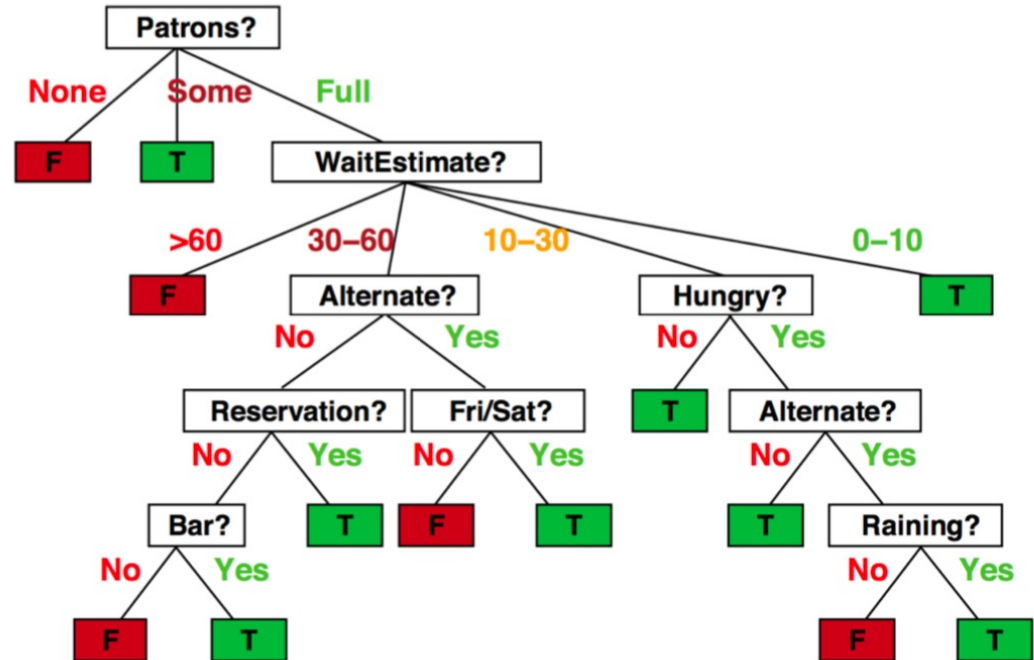 Patrons?
None Some Full
F T WaitEstimate?
>60 30–60 10–30 0–10
F Alternate? Hungry? T
No Yes No Yes
Reservation? Fri/Sat? T Alternate?
No Yes No Yes No Yes
Bar? T F T T Raining?
No Yes No Yes
F T F T